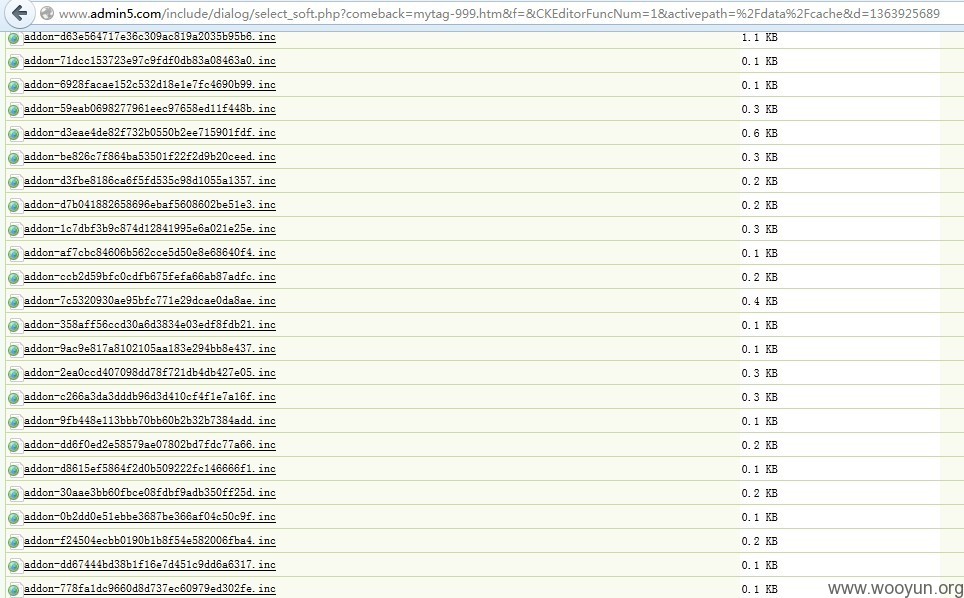 www.admin5.com/include/dialog/select_soft.php?comeback=mytag-999.htm&f=&CKEditorFuncNum=1&activepath=%2Fdata%2Fcache&d=1363925689
addon-d63e564717e36c309ac819a2035b95b6.inc 1.1 KB
addon-71dcc153723e97c9fdf0db83a08463a0.inc 0.1 KB
addon-6928facae152c532d18e1e7fc4690b99.inc 0.1 KB
addon-59eab0698277961eec97658ed11f448b.inc 0.3 KB
addon-d3eae4de82f732b0550b2ee715901fdf.inc 0.6 KB
addon-be826c7f864ba53501f22f2d9b20ceed.inc 0.3 KB
addon-d3fbe8186ca6f5fd535c98d1055a1357.inc 0.2 KB
addon-d7b041882658696ebaf5608602be51e3.inc 0.2 KB
addon-1c7dbf3b9c874d12841995e6a021e25e.inc 0.3 KB
addon-af7cbc84606b562cce5d50e8e68640f4.inc 0.1 KB
addon-ccb2d59bfc0cdfb675fefa66ab87adfc.inc 0.2 KB
addon-7c5320930ae95bfc771e29dcae0da8ae.inc 0.4 KB
addon-358aff56ccd30a6d3834e03edf8fdb21.inc 0.1 KB
addon-9ac9e817a8102105aa183e294bb8e437.inc 0.1 KB
addon-2ea0ccd407098dd78f721db4db427e05.inc 0.3 KB
addon-c266a3da3dddb96d3d410cf4f1e7a16f.inc 0.3 KB
addon-9fb448e113bbb70bb60b2b32b7384add.inc 0.1 KB
addon-dd6f0ed2e58579ae07802bd7fdc77a66.inc 0.2 KB
addon-d8615ef5864f2d0b509222fc146666f1.inc 0.1 KB
addon-30aae3bb60fbce08fdbf9adb350ff25d.inc 0.2 KB
addon-0b2dd0e51ebbe3687be366af04c50c9f.inc 0.1 KB
addon-f24504ecbb0190b1b8f54e582006fba4.inc 0.2 KB
addon-dd67444bd38b1f16e7d451c9dd6a6317.inc 0.1 KB
addon-778fa1dc9660d8d737ec60979ed302fe.inc 0.1 KB
www.wooyun.org